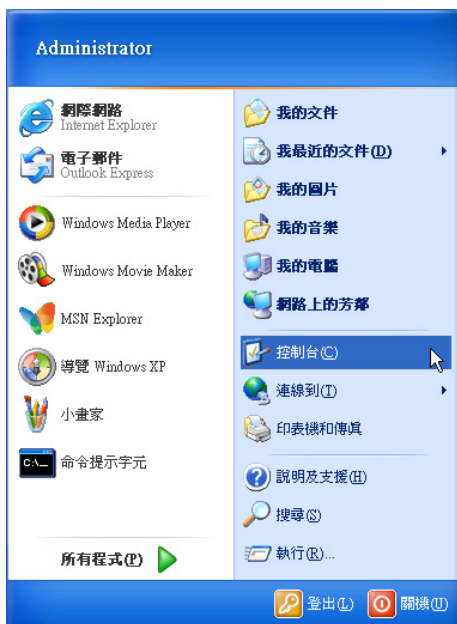 Administrator
網際網路
Internet Explorer
電子郵件
Outlook Express
Windows Media Player
Windows Movie Maker
MSN Explorer
導覽 Windows XP
小畫家
C:\_
命令提示字元
所有程式(P)
我的文件
我最近的文件(D)
我的圖片
我的音樂
我的電腦
網路上的芳鄰
控制台(C)
連線到(T)
印表機和傳真
說明及支援(H)
搜尋(S)
執行(R)...
登出(L)
關機(U)